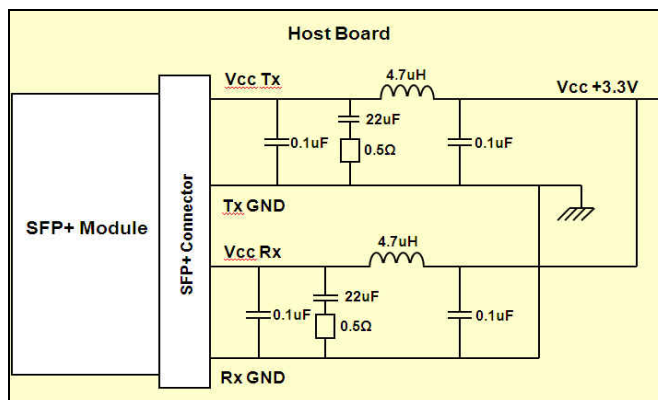 Host Board
4.7uH
Vcc Tx
Vcc +3.3V
22uF
0.1uF
0.5Ω
0.1uF
Tx GND
SFP+ Module
SFP+ Connector
4.7uH
Vcc Rx
22uF
0.1uF
0.5Ω
0.1uF
Rx GND